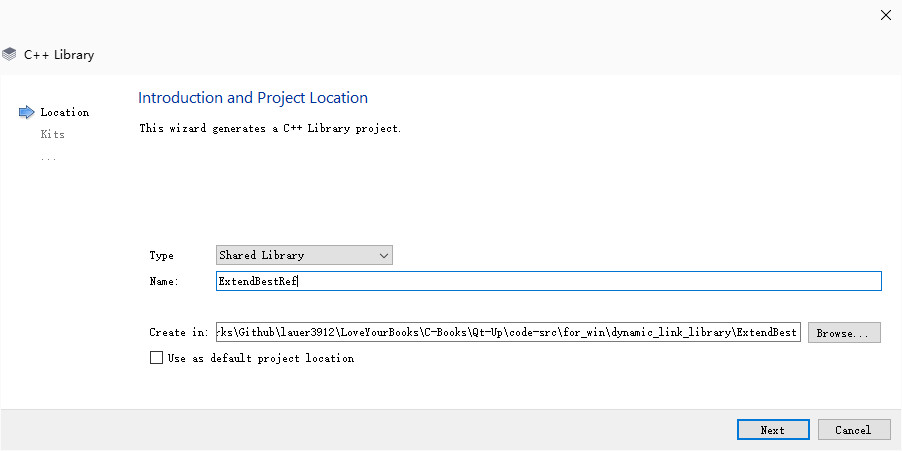 C++ Library
Introduction and Project Location
Location
This wizard generates a C++ Library project.
Kits
...
Type Shared Library
Name: ExtendBestRef
Create in: rks\Github\lauer3912\LoveYourBooks\C-Books\Qt-Up\code-src\for_win\dynamic_link_library\ExtendBest Browse...
Use as default project location
Next Cancel